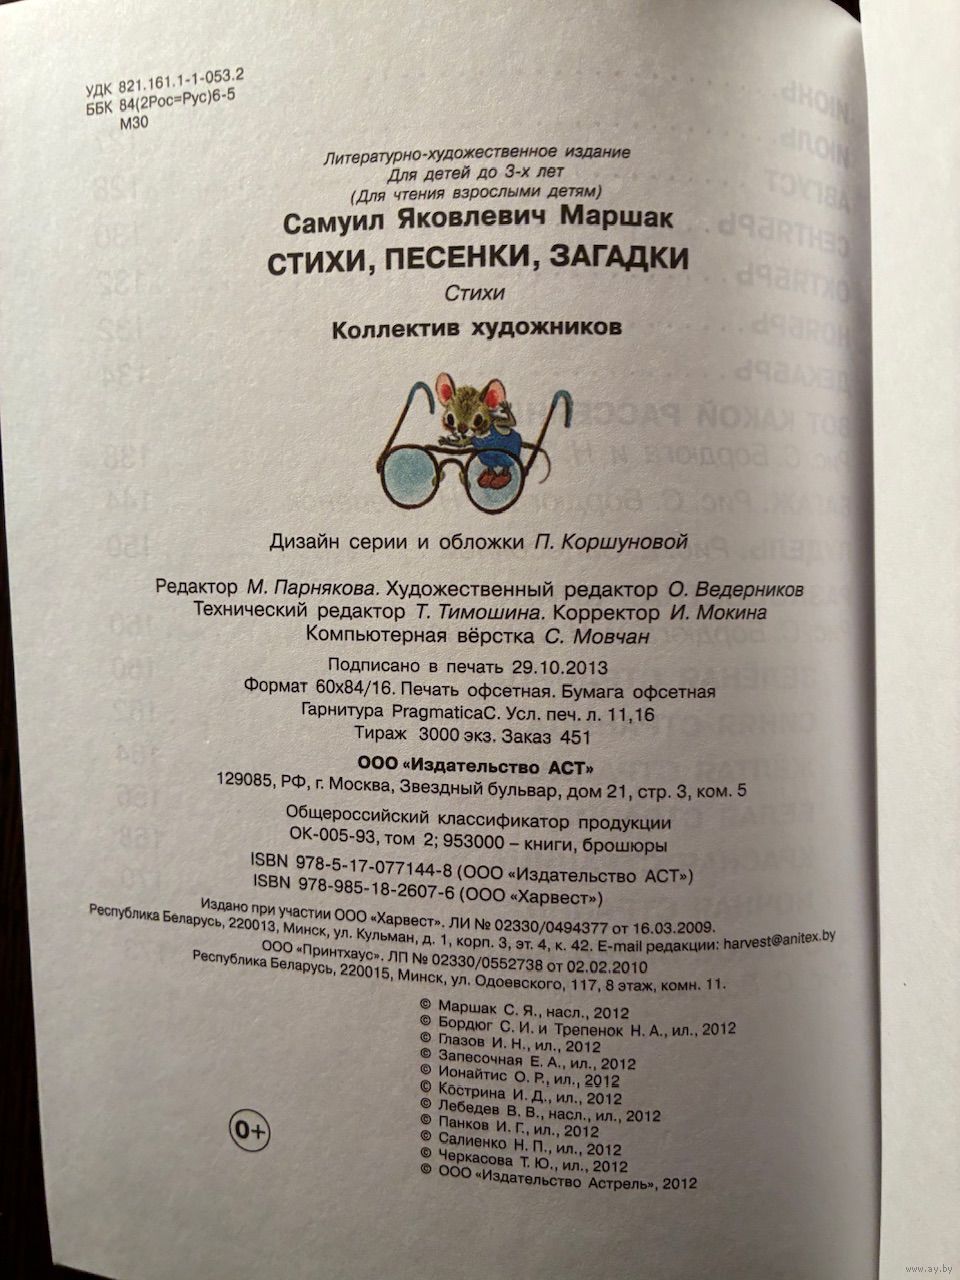 УДК 821.161.1-1-053.2
ББК 84(2Рос=Рус)6-5
М30
Литературно-художественное издание
Для детей до 3-х лет
(Для чтения взрослыми детям)
Самуил Яковлевич Маршак
СТИХИ, ПЕСЕНКИ, ЗАГАДКИ
Стихи
Коллектив художников
Дизайн серии и обложки П. Коршуновой
Редактор М. Парнякова. Художественный редактор О. Ведерников
Технический редактор Т. Тимошина. Корректор И. Мокина
Компьютерная вёрстка С. Мовчан
Подписано в печать 29.10.2013
Формат 60х84/16. Печать офсетная. Бумага офсетная
Гарнитура PragmaticaC. Усл. печ. л. 11,16
Тираж 3000 экз. Заказ 451
ООО «Издательство АСТ»
129085, РФ, г. Москва, Звездный бульвар, дом 21, стр. 3, ком. 5
Общероссийский классификатор продукции
ОК-005-93, том 2; 953000 – книги, брошюры
ISBN 978-5-17-077144-8 (ООО «Издательство АСТ»)
ISBN 978-985-18-2607-6 (ООО «Харвест»)
Издано при участии ООО «Харвест». ЛИ № 02330/0494377 от 16.03.2009.
Республика Беларусь, 220013, Минск, ул. Кульман, д. 1, корп. 3, эт. 4, к. 42. E-mail редакции: harvest@anitex.by
ООО «Принтхаус». ЛП № 02330/0552738 от 02.02.2010
Республика Беларусь, 220015, Минск, ул. Одоевского, 117, 8 этаж, комн. 11.
© Маршак С. Я., насл., 2012
© Бордюг С. И. и Трепенок Н. А., ил., 2012
© Глазов И. Н., ил., 2012
© Запесочная Е. А., ил., 2012
© Ионайтис О. Р., ил., 2012
© Кострина И. Д., ил., 2012
© Лебедев В. В., насл., ил., 2012
© Панков И. Г., ил., 2012
© Салиенко Н. П., ил., 2012
© Черкасова Т. Ю., ил., 2012
© ООО «Издательство Астрель», 2012
0+
www.ay.by